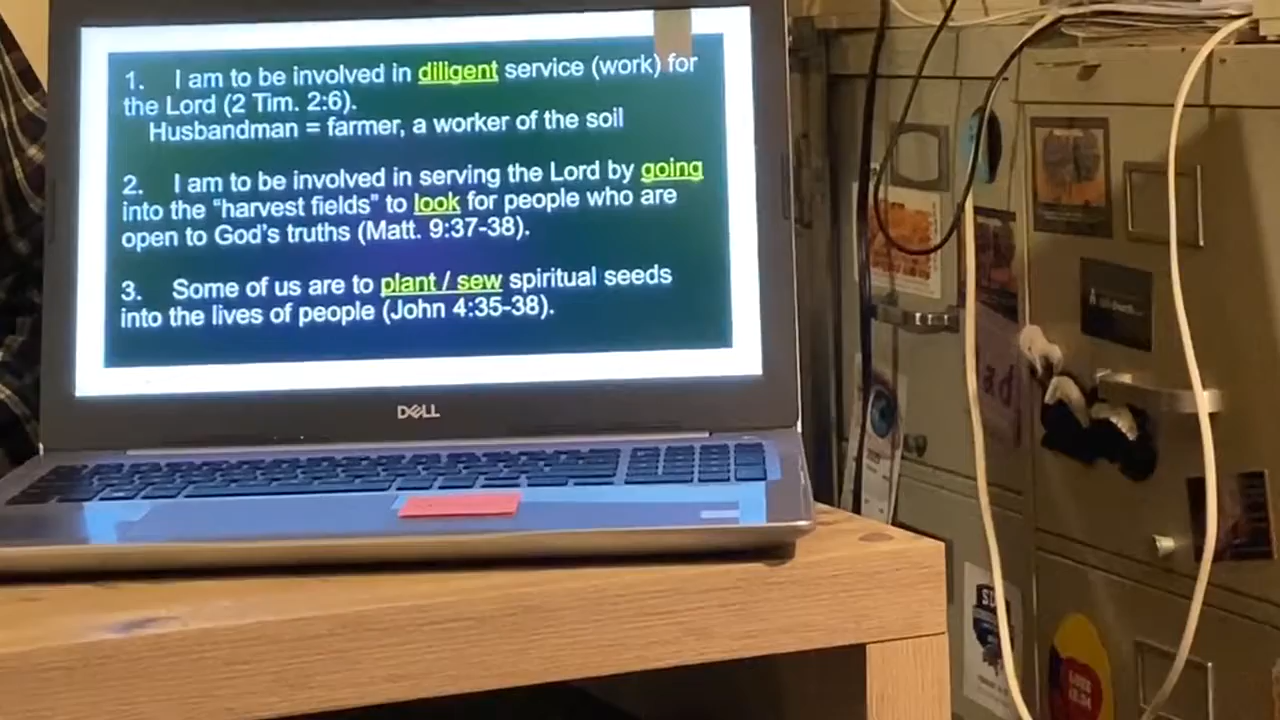 1. I am to be involved in diligent service (work) for
the Lord (2 Tim. 2:6).
Husbandman = farmer, a worker of the soil
2. I am to be involved in serving the Lord by going
into the “harvest fields” to look for people who are
open to God’s truths (Matt. 9:37-38).
3. Some of us are to plant / sew spiritual seeds
into the lives of people (John 4:35-38).
DELL